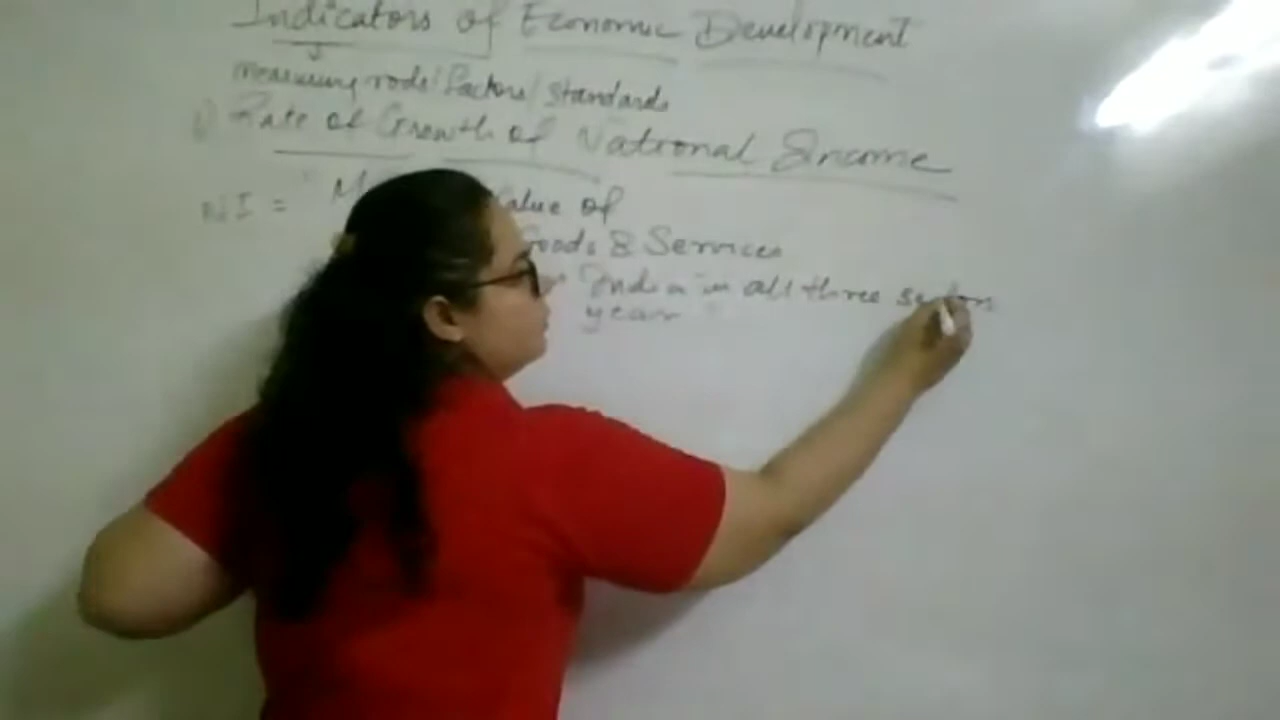 Indicators of Economic Development
measuring rods/factors/standards
1) Rate of Growth of National Income
NI = " M value of
Goods & Services
India in all three sectors
year "